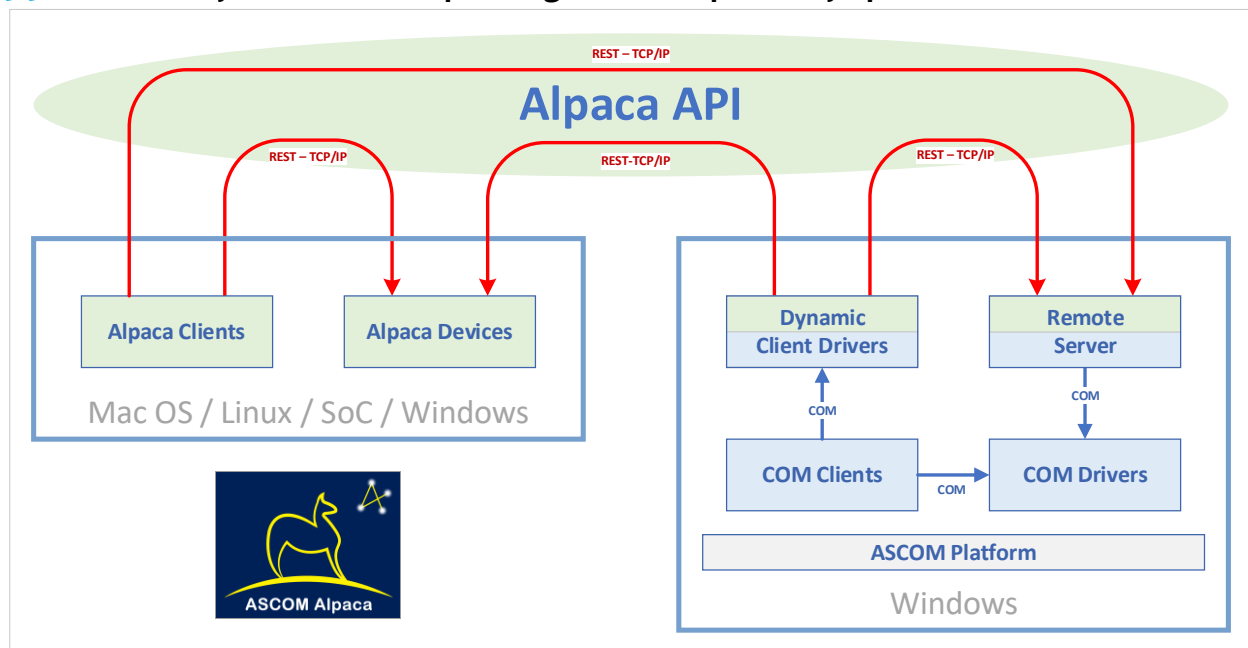 REST – TCP/IP
Alpaca API
REST – TCP/IP
REST-TCP/IP
REST – TCP/IP
Alpaca Clients
Alpaca Devices
Mac OS / Linux / SoC / Windows
Dynamic
Client Drivers
Remote
Server
COM
COM
COM Clients
COM
COM Drivers
ASCOM Platform
Windows
ASCOM Alpaca